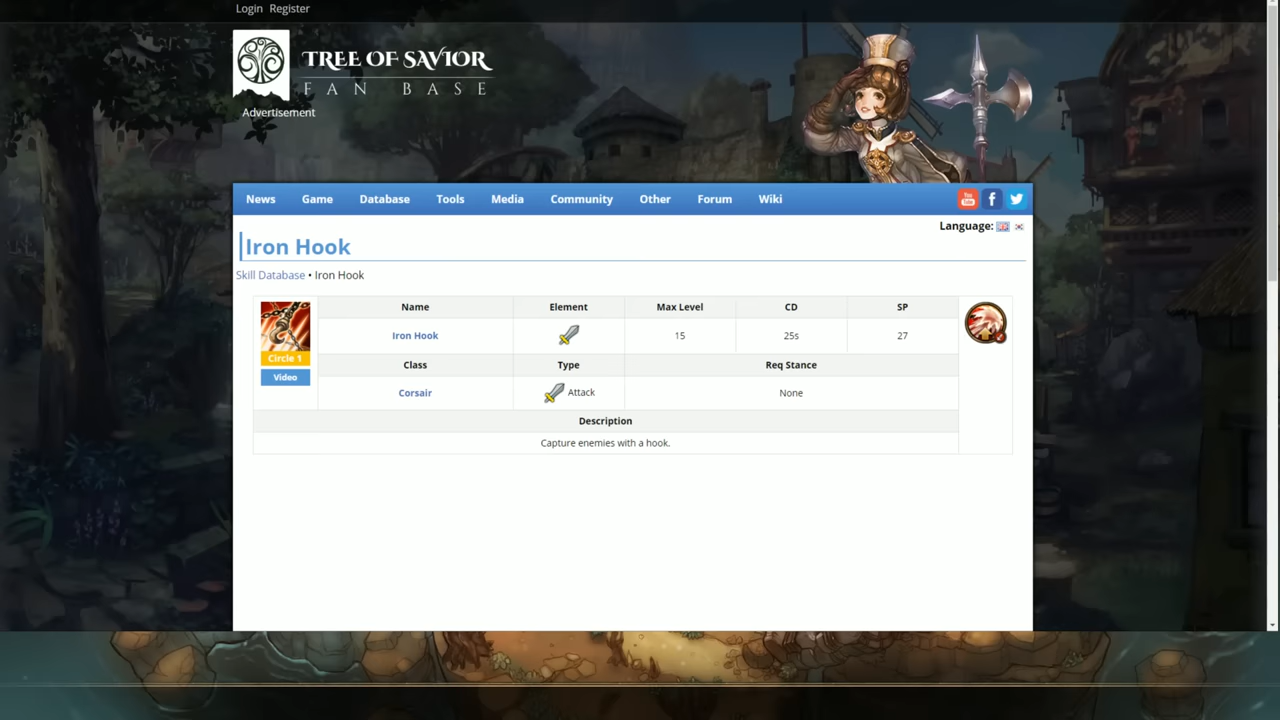 Login Register
TREE OF SAVIOR
FAN BASE
Advertisement
News Game Database Tools Media Community Other Forum Wiki
Language:
Iron Hook
Skill Database • Iron Hook
Name Element Max Level CD SP
Iron Hook 15 25s 27
Circle 1
Class Type Req Stance
Video
Corsair Attack None
Description
Capture enemies with a hook.